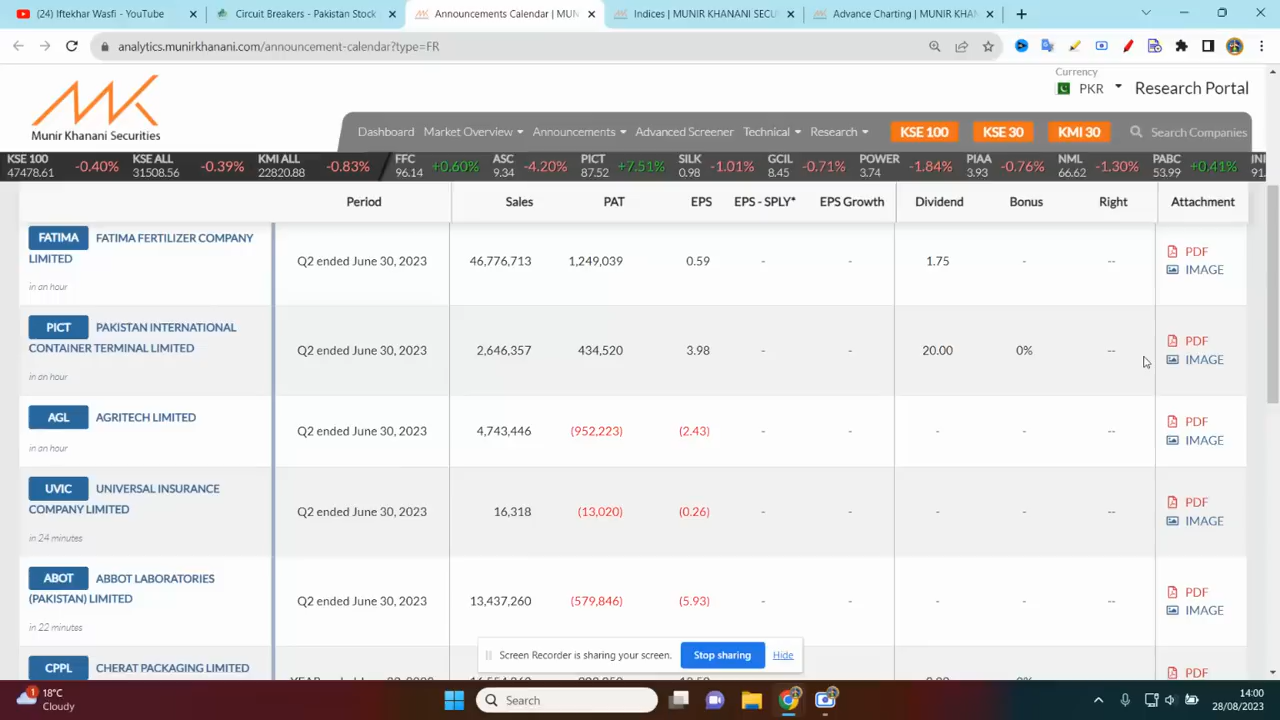 (24) Iftekhar Wasfi - YouTube
Circuit Breakers - Pakistan Stock
Announcements Calendar | MUN
Indices | MUNIR KHANANI SECU
Advance Charting | MUNIR KHAN
analytics.munirkhanani.com/announcement-calendar?type=FR
Munir Khanani Securities
Currency
PKR
Research Portal
Dashboard Market Overview Announcements Advanced Screener Technical Research KSE 100 KSE 30 KMI 30 Search Companies
KSE 100 -0.40% KSE ALL -0.39% KMI ALL -0.83% FFC +0.60% ASC -4.20% PICT +7.51% SILK -1.01% GCIL -0.71% POWER -1.84% PIAA -0.76% NML -1.30% PABC +0.41% INI
47478.61 31508.56 22820.88 96.14 9.34 87.52 0.98 8.45 3.74 3.93 66.62 53.99 91.
Period Sales PAT EPS EPS - SPLY* EPS Growth Dividend Bonus Right Attachment
FATIMA FATIMA FERTILIZER COMPANY
LIMITED
in an hour
Q2 ended June 30, 2023 46,776,713 1,249,039 0.59 - - 1.75 - --
PDF
IMAGE
PICT PAKISTAN INTERNATIONAL
CONTAINER TERMINAL LIMITED
in an hour
Q2 ended June 30, 2023 2,646,357 434,520 3.98 - - 20.00 0% --
PDF
IMAGE
AGL AGRITECH LIMITED
in an hour
Q2 ended June 30, 2023 4,743,446 (952,223) (2.43) - - - - --
PDF
IMAGE
UVIC UNIVERSAL INSURANCE
COMPANY LIMITED
in 24 minutes
Q2 ended June 30, 2023 16,318 (13,020) (0.26) - - - - --
PDF
IMAGE
ABOT ABBOT LABORATORIES
(PAKISTAN) LIMITED
in 22 minutes
Q2 ended June 30, 2023 13,437,260 (579,846) (5.93) - - - - --
PDF
IMAGE
CPPL CHERAT PACKAGING LIMITED
PDF
Screen Recorder is sharing your screen. Stop sharing Hide
1
18°C
Cloudy
Search
14:00
28/08/2023